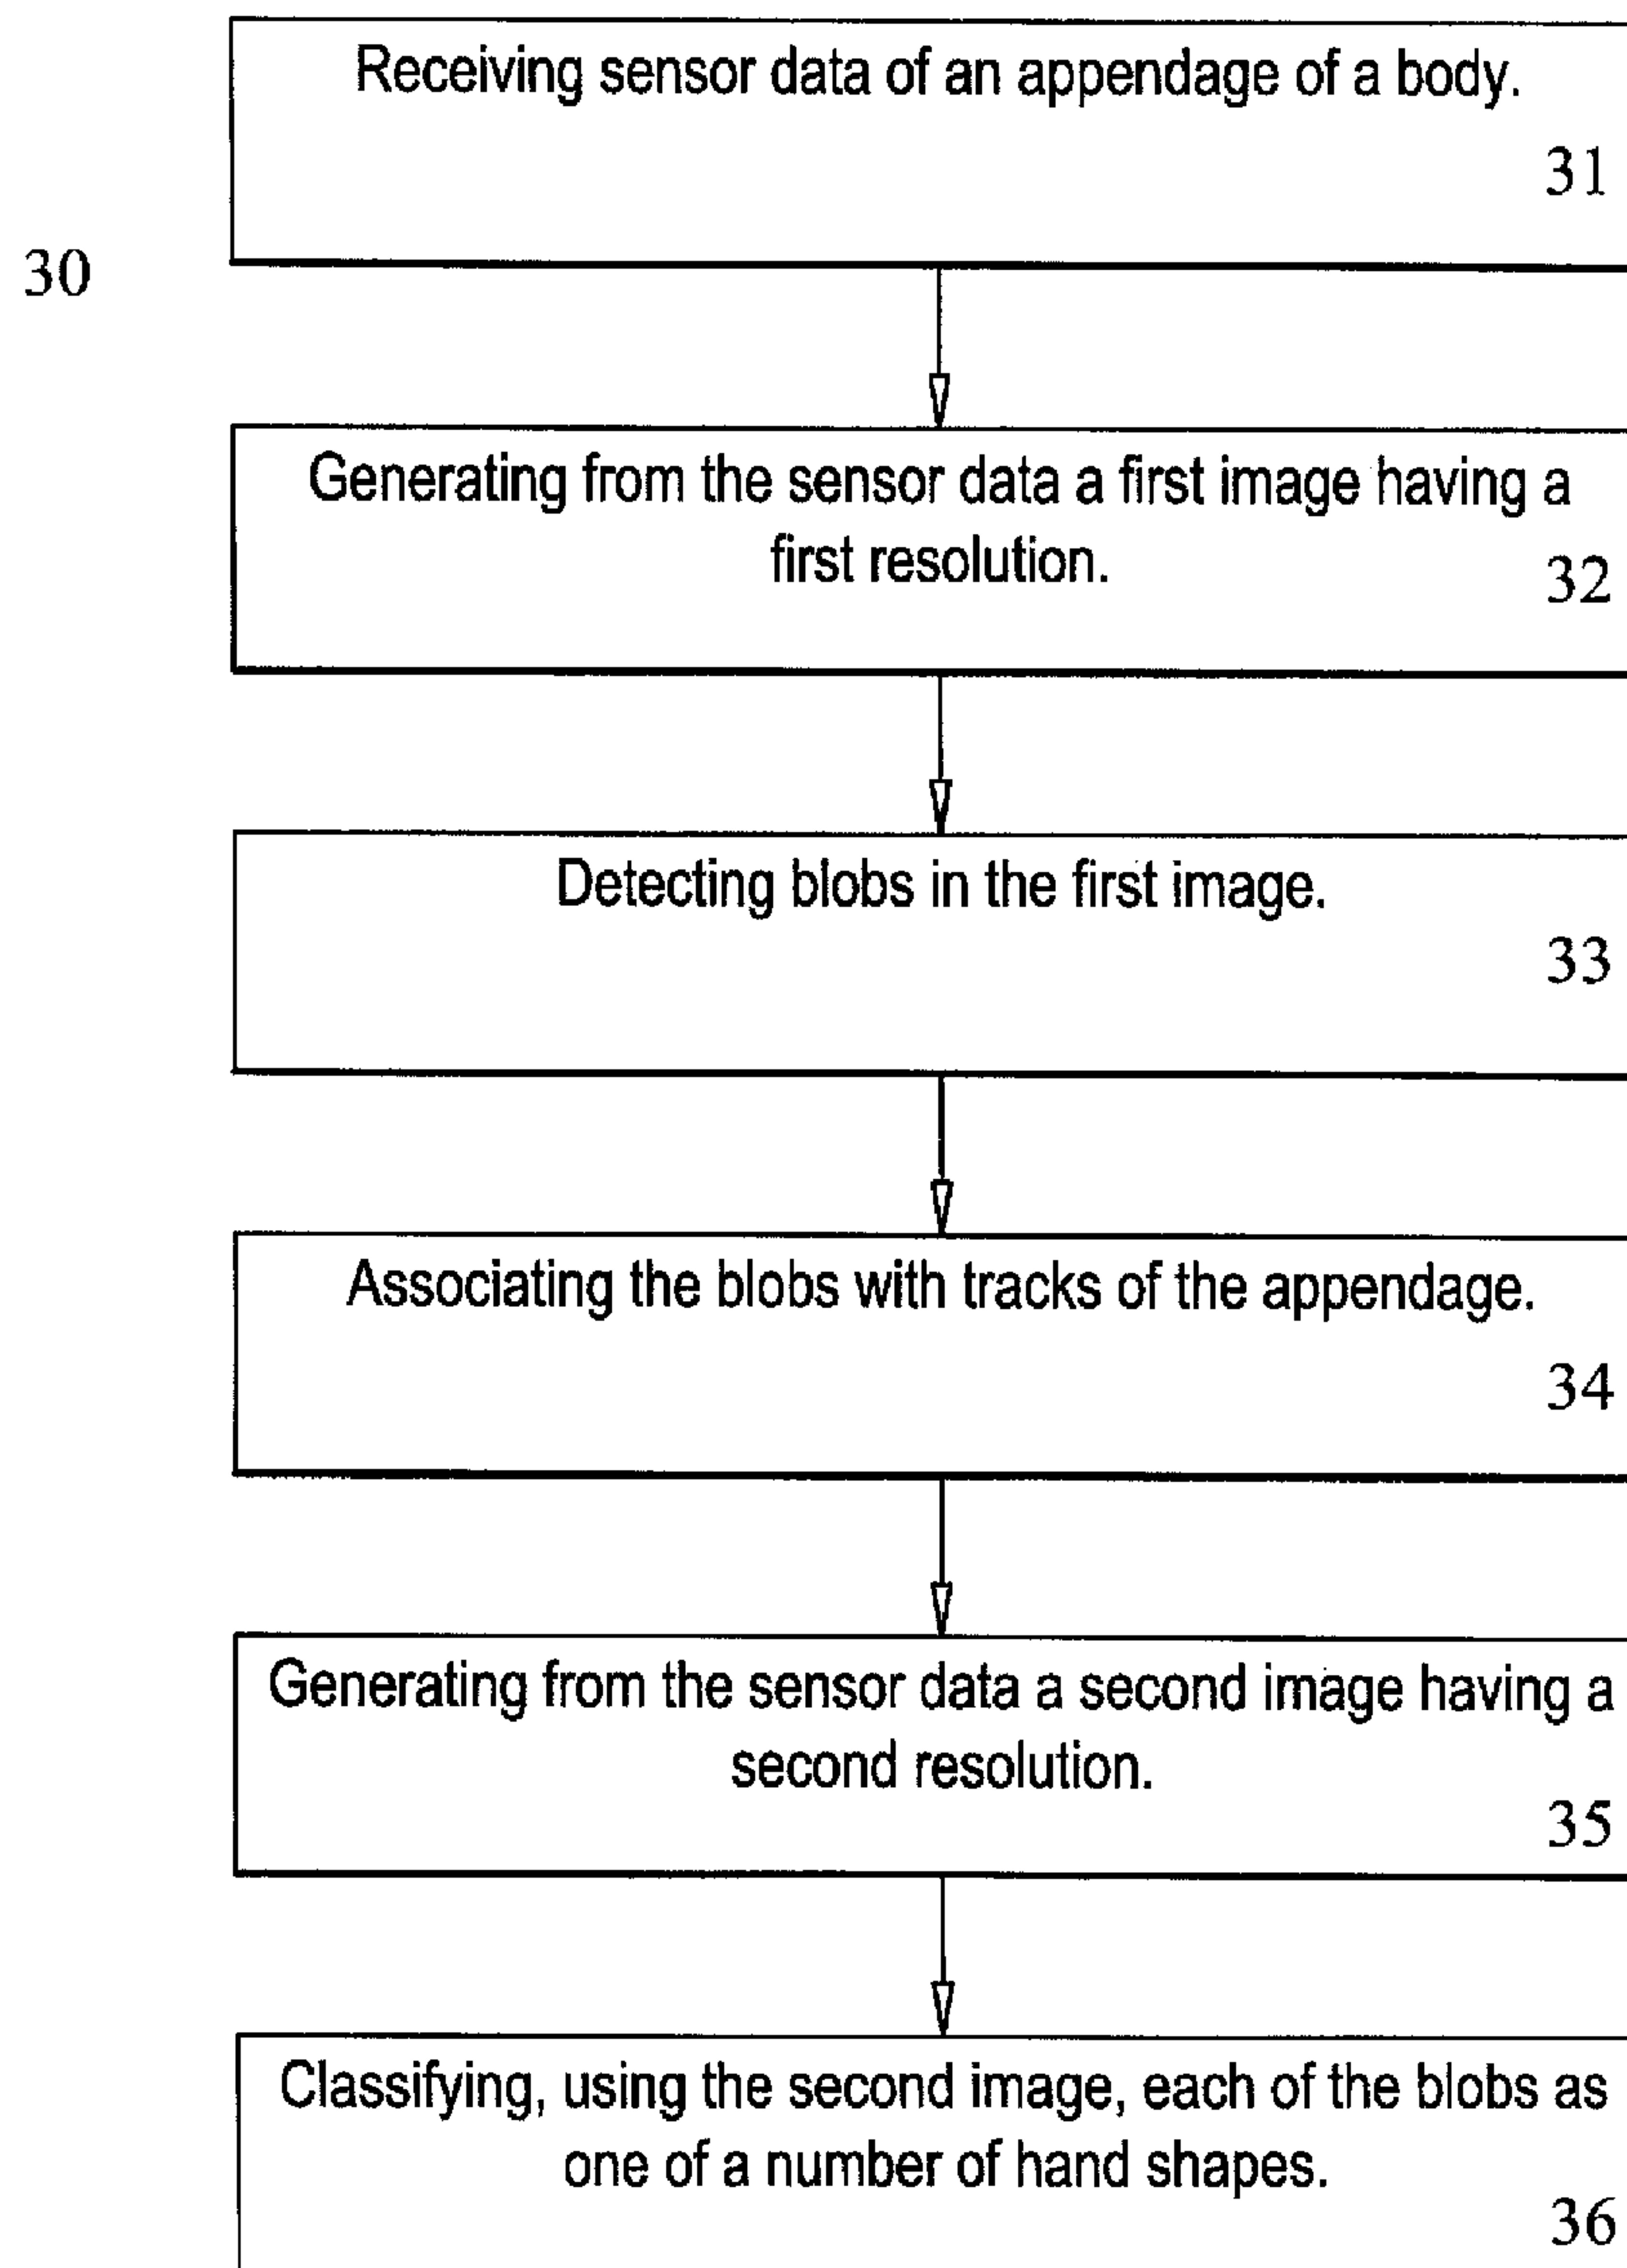 Receiving sensor data of an appendage of a body.
31
30
Generating from the sensor data a first image having a
first resolution.
32
Detecting blobs in the first image.
33
Associating the blobs with tracks of the appendage.
34
Generating from the sensor data a second image having a
second resolution.
35
Classifying, using the second image, each of the blobs as
one of a number of hand shapes.
36